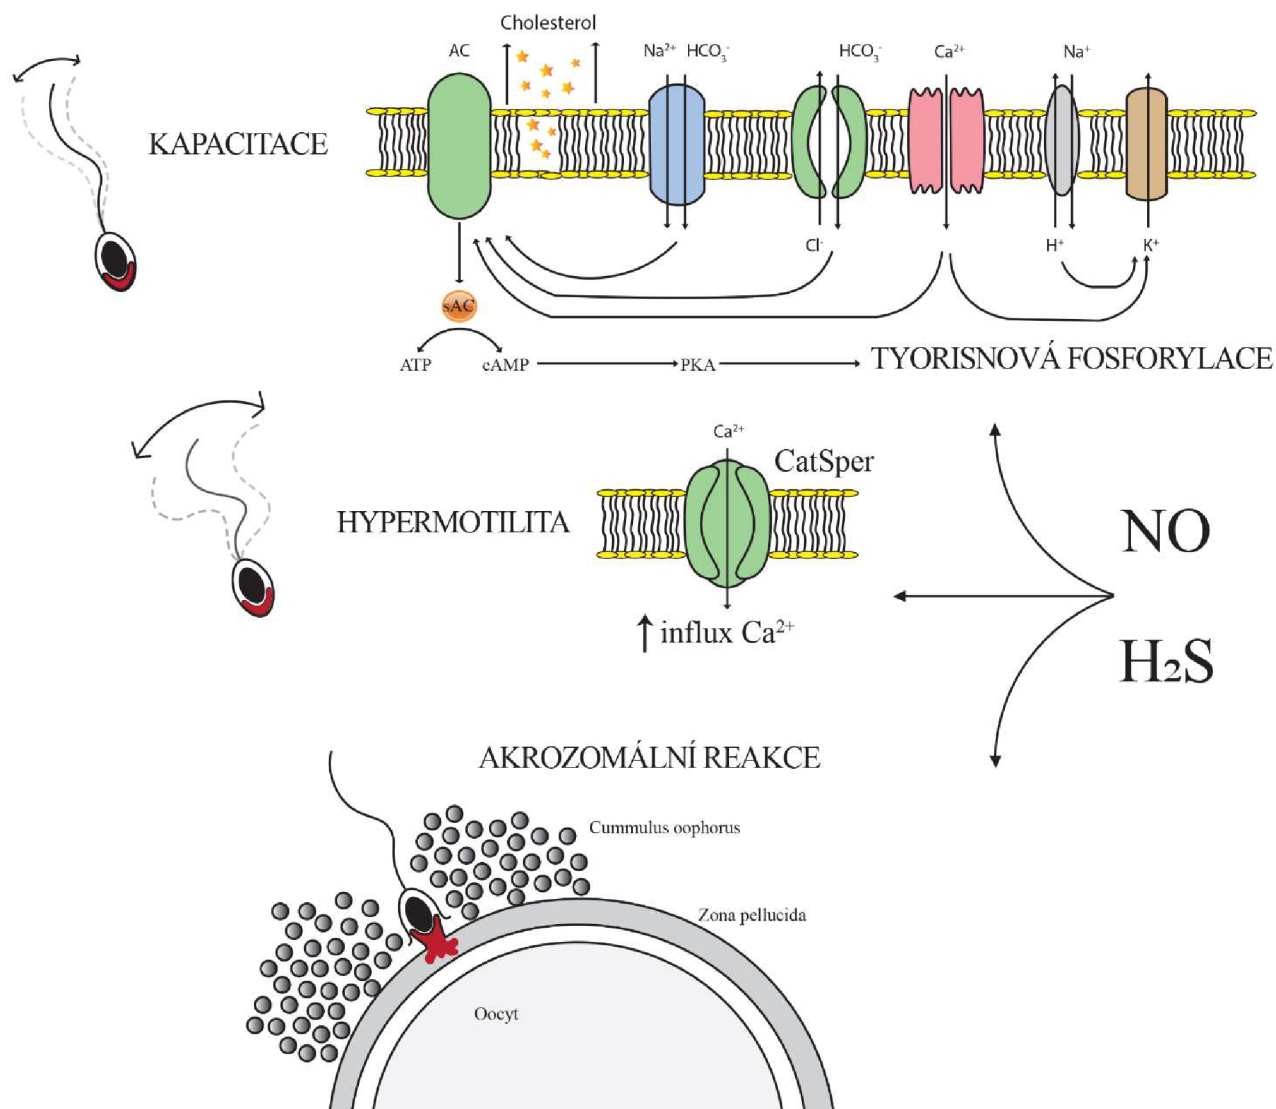 Cholesterol
AC
Na²⁺ HCO₃⁻
HCO₃⁻
Ca²⁺
Na⁺
KAPACITACE
Cl⁻
H⁺
K⁺
sAC
ATP
cAMP
PKA
TYORISNOVÁ FOSFORYLACE
Ca²⁺
CatSper
HYPERMOTILITA
NO
influx Ca²⁺
H₂S
AKROZOMÁLNÍ REAKCE
Cummulus oophorus
Zona pellucida
Oocyt